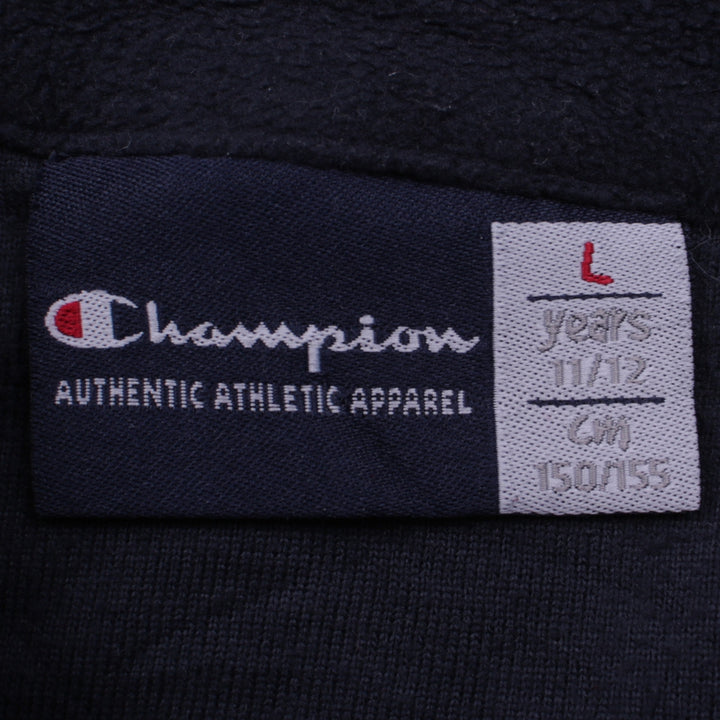 Champion
AUTHENTIC ATHLETIC APPAREL
L
years
11/12
cm
150/155